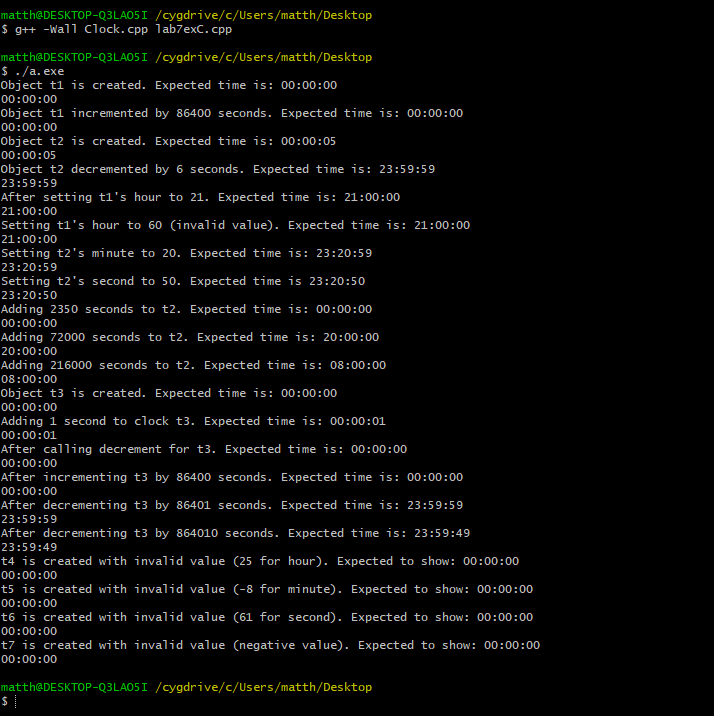 matth@DESKTOP-Q3LAO5I /cygdrive/c/Users/matth/Desktop
$ g++ -Wall Clock.cpp lab7exC.cpp
matth@DESKTOP-Q3LAO5I /cygdrive/c/Users/matth/Desktop
$ ./a.exe
Object t1 is created. Expected time is: 00:00:00
00:00:00
Object t1 incremented by 86400 seconds. Expected time is: 00:00:00
00:00:00
Object t2 is created. Expected time is: 00:00:05
00:00:05
Object t2 decremented by 6 seconds. Expected time is: 23:59:59
23:59:59
After setting t1's hour to 21. Expected time is: 21:00:00
21:00:00
Setting t1's hour to 60 (invalid value). Expected time is: 21:00:00
21:00:00
Setting t2's minute to 20. Expected time is: 23:20:59
23:20:59
Setting t2's second to 50. Expected time is 23:20:50
23:20:50
Adding 2350 seconds to t2. Expected time is: 00:00:00
00:00:00
Adding 72000 seconds to t2. Expected time is: 20:00:00
20:00:00
Adding 216000 seconds to t2. Expected time is: 08:00:00
08:00:00
Object t3 is created. Expected time is: 00:00:00
00:00:00
Adding 1 second to clock t3. Expected time is: 00:00:01
00:00:01
After calling decrement for t3. Expected time is: 00:00:00
00:00:00
After incrementing t3 by 86400 seconds. Expected time is: 00:00:00
00:00:00
After decrementing t3 by 86401 seconds. Expected time is: 23:59:59
23:59:59
After decrementing t3 by 864010 seconds. Expected time is: 23:59:49
23:59:49
t4 is created with invalid value (25 for hour). Expected to show: 00:00:00
00:00:00
t5 is created with invalid value (-8 for minute). Expected to show: 00:00:00
00:00:00
t6 is created with invalid value (61 for second). Expected to show: 00:00:00
00:00:00
t7 is created with invalid value (negative value). Expected to show: 00:00:00
00:00:00
matth@DESKTOP-Q3LAO5I /cygdrive/c/Users/matth/Desktop
$